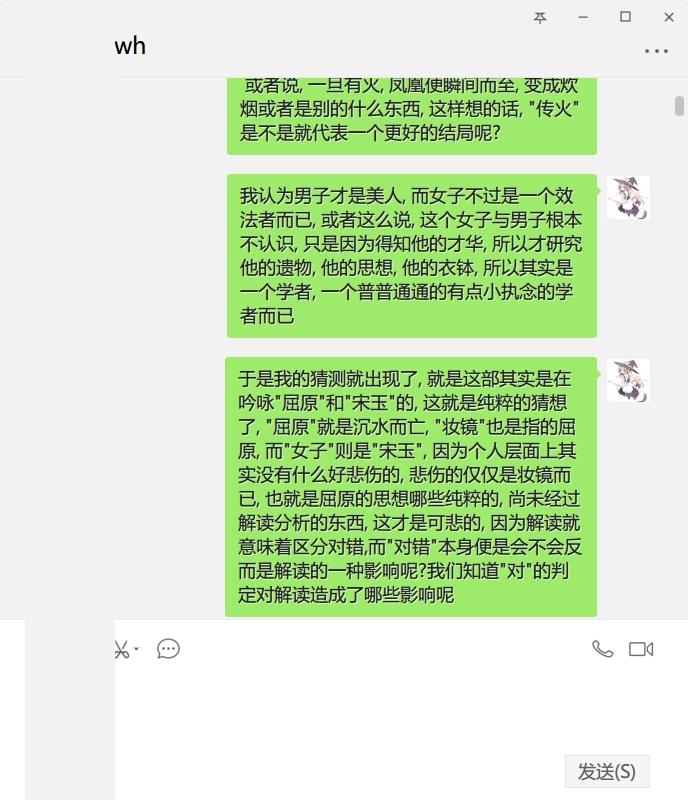 wh
或者说, 一旦有火, 凤凰便瞬间而至, 变成炊
烟或者是别的什么东西, 这样想的话, "传火"
是不是就代表一个更好的结局呢?
我认为男子才是美人, 而女子不过是一个效
法者而已, 或者这么说, 这个女子与男子根本
不认识, 只是因为得知他的才华, 所以才研究
他的遗物, 他的思想, 他的衣钵, 所以其实是
一个学者, 一个普普通通的有点小执念的学
者而已
于是我的猜测就出现了, 就是这部其实是在
吟咏"屈原"和"宋玉"的, 这就是纯粹的猜想
了, "屈原"就是沉水而亡, "妆镜"也是指的屈
原, 而"女子"则是"宋玉", 因为个人层面上其
实没有什么好悲伤的, 悲伤的仅仅是妆镜而
已, 也就是屈原的思想哪些纯粹的, 尚未经过
解读分析的东西, 这才是可悲的, 因为解读就
意味着区分对错,而"对错"本身便是会不会反
而是解读的一种影响呢?我们知道"对"的判
定对解读造成了哪些影响呢
发送(S)